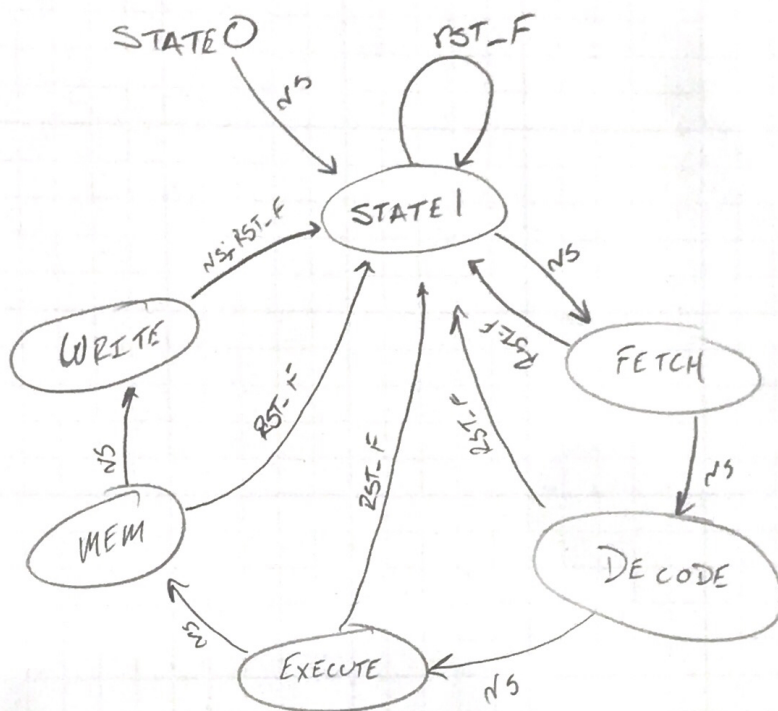 STATE0
RST_F
NS
STATE1
NS, RST_F
NS
RST_F
WRITE
FETCH
RST_F
RST_F
RST_F
NS
NS
MEM
DECODE
NS
EXECUTE
NS